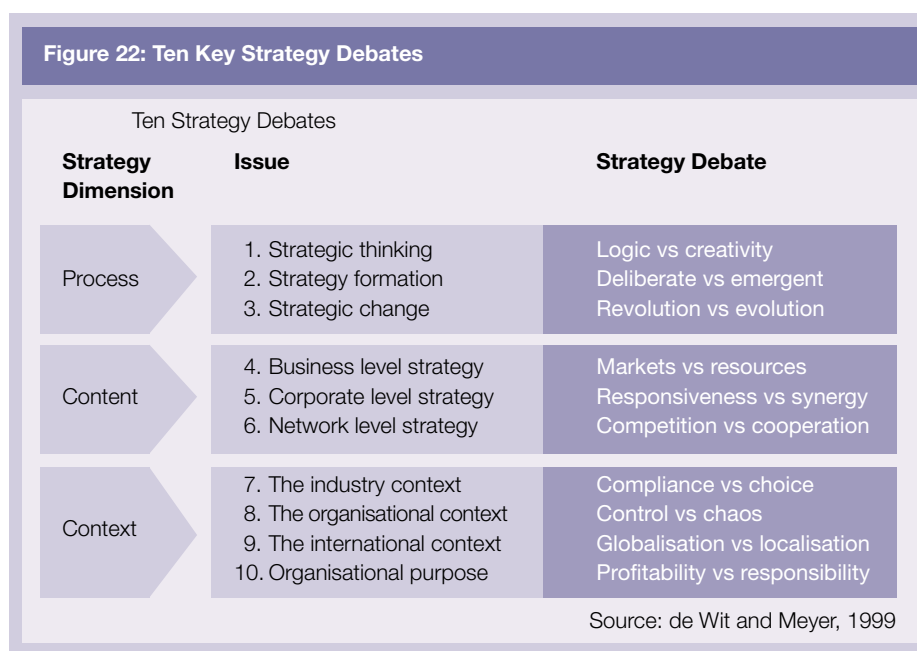 Figure 22: Ten Key Strategy Debates
Ten Strategy Debates
Strategy Dimension Issue Strategy Debate
Process
1. Strategic thinking Logic vs creativity
2. Strategy formation Deliberate vs emergent
3. Strategic change Revolution vs evolution
Content
4. Business level strategy Markets vs resources
5. Corporate level strategy Responsiveness vs synergy
6. Network level strategy Competition vs cooperation
Context
7. The industry context Compliance vs choice
8. The organisational context Control vs chaos
9. The international context Globalisation vs localisation
10. Organisational purpose Profitability vs responsibility
Source: de Wit and Meyer, 1999